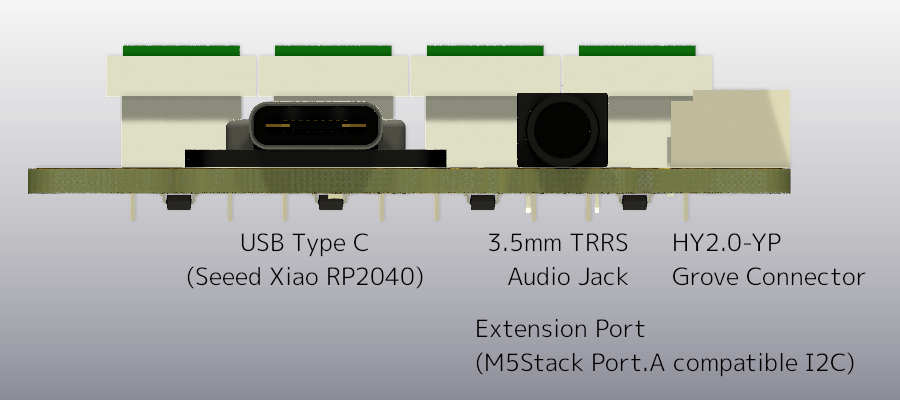 USB Type C
(Seeed Xiao RP2040)
3.5mm TRRS
Audio Jack
HY2.0-YP
Grove Connector
Extension Port
(M5Stack Port.A compatible I2C)